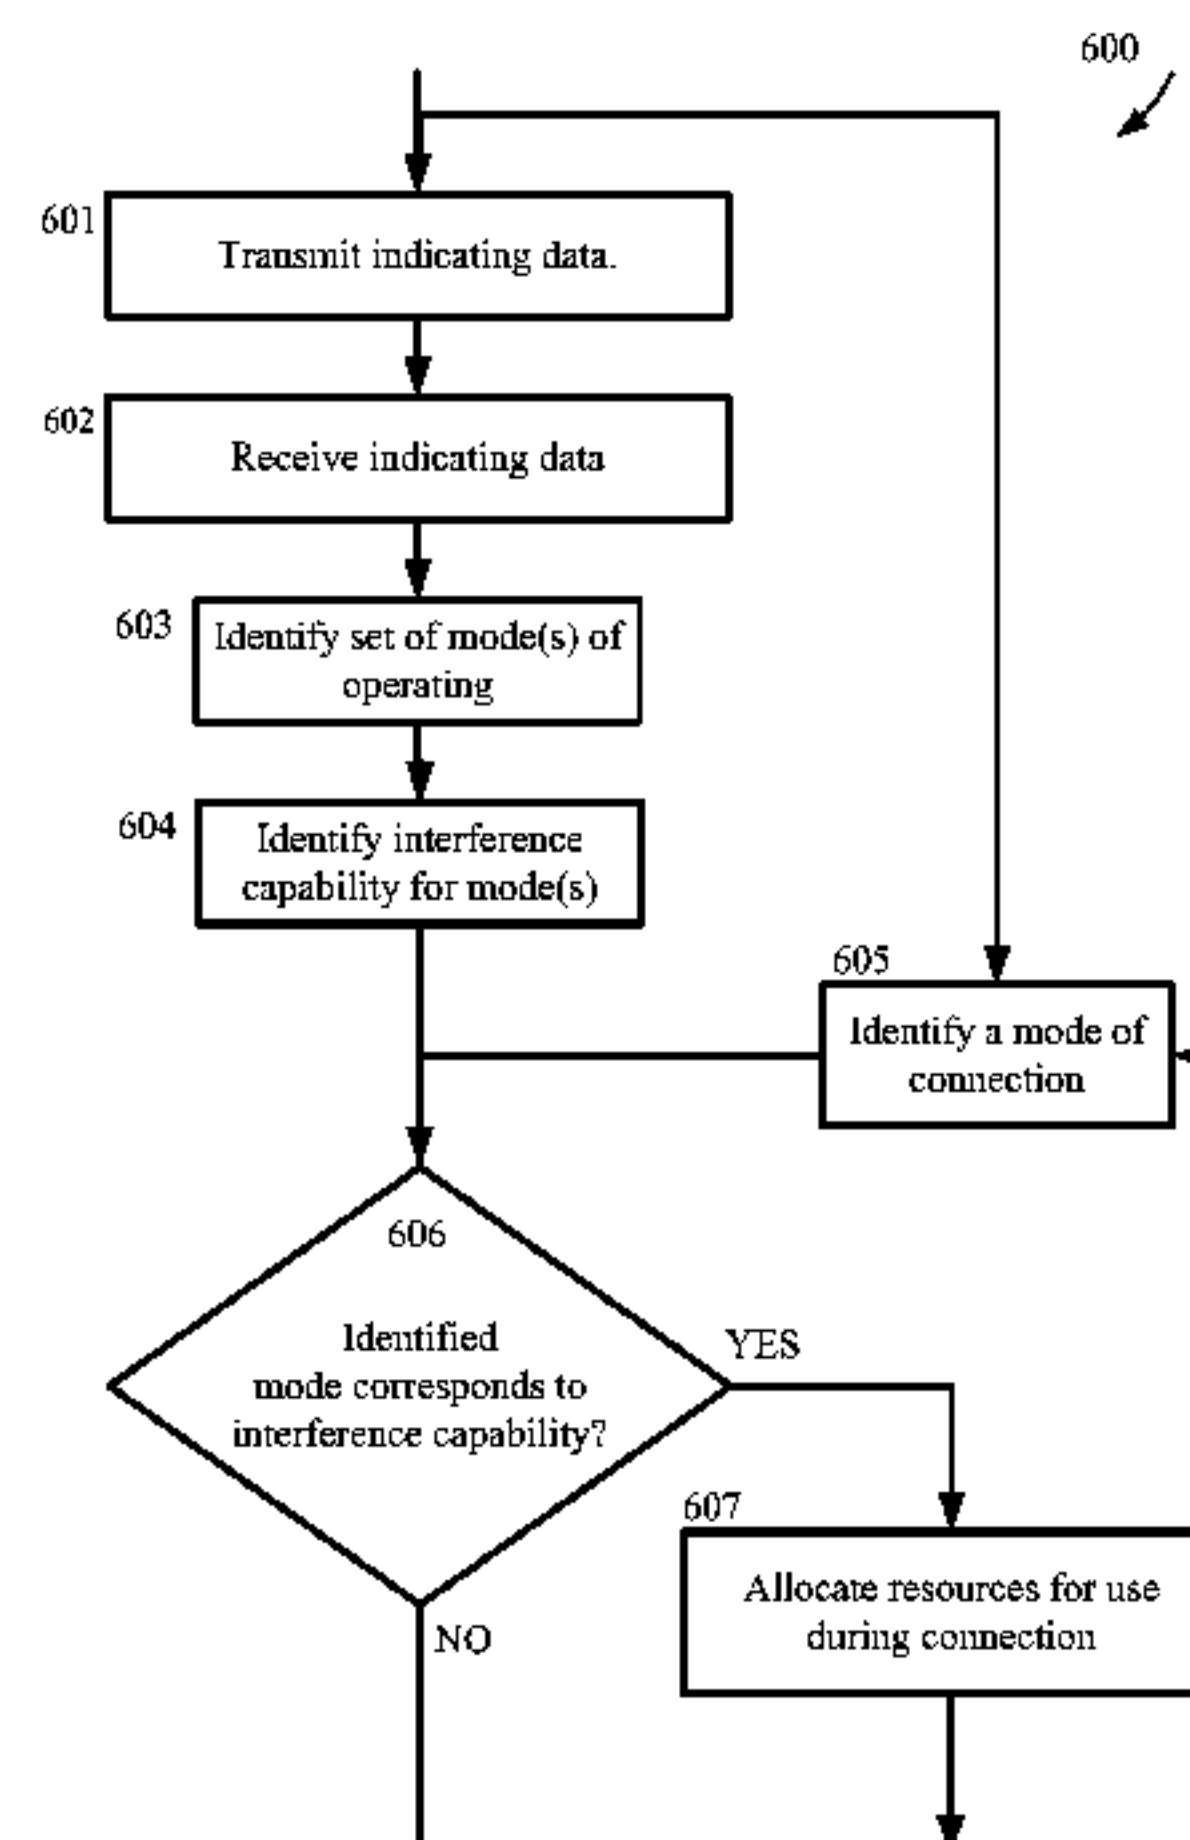 600
601
Transmit indicating data.
602
Receive indicating data
603
Identify set of mode(s) of
operating
604
Identify interference
capability for mode(s)
605
Identify a mode of
connection
606
Identified
mode corresponds to
interference capability?
YES
607
Allocate resources for use
during connection
NO